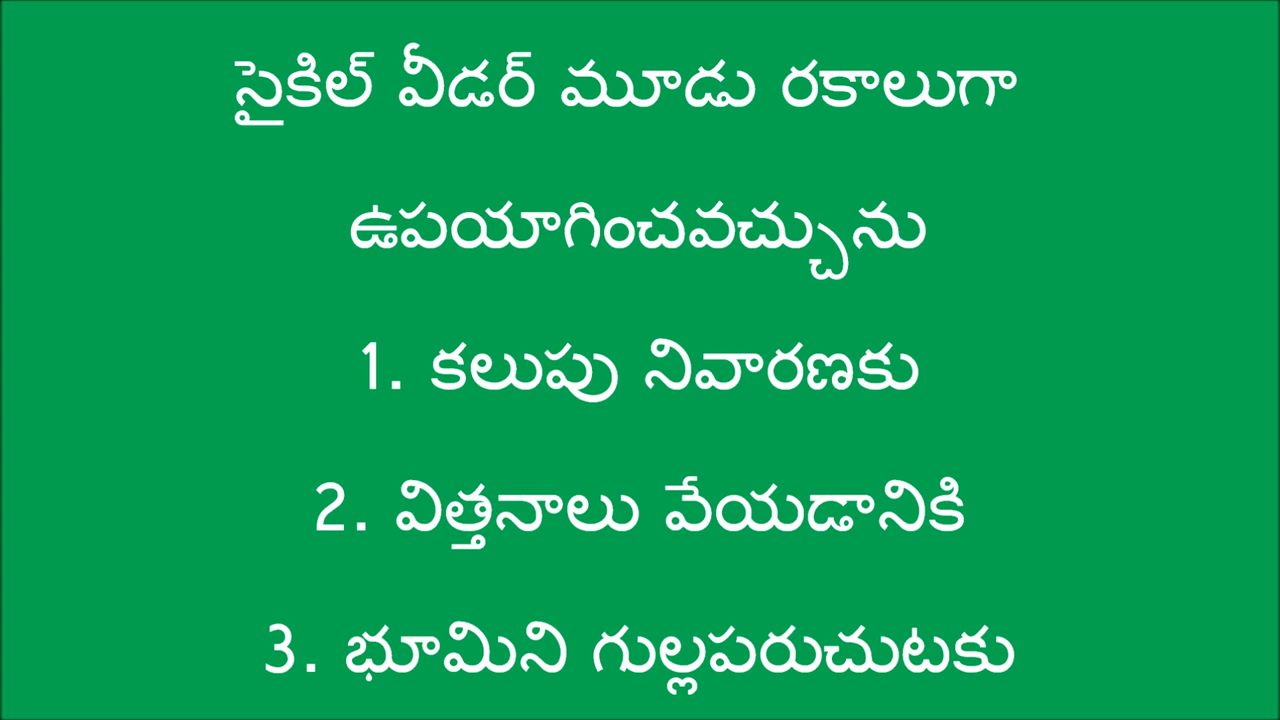 సైకిల్ వీడర్ మూడు రకాలుగా
ఉపయాగించవచ్చును
1. కలుపు నివారణకు
2. విత్తనాలు వేయడానికి
3. భూమిని గుల్లపరుచుటకు